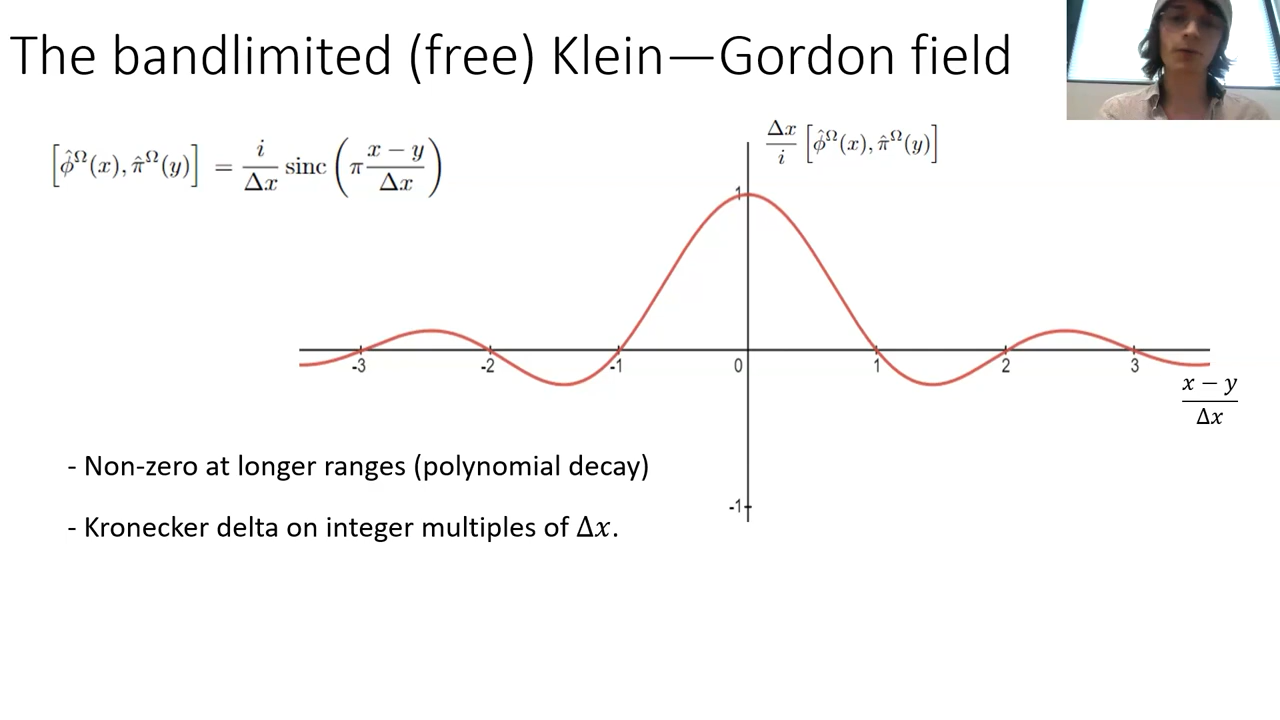 The bandlimited (free) Klein—Gordon field
[φ̂^Ω(x), π̂^Ω(y)] = i/Δx sinc(π (x − y)/Δx)
Δx/i [φ̂^Ω(x), π̂^Ω(y)]
1
-3 -2 -1 0 1 2 3
(x − y)/Δx
-1
- Non-zero at longer ranges (polynomial decay)
- Kronecker delta on integer multiples of Δx.